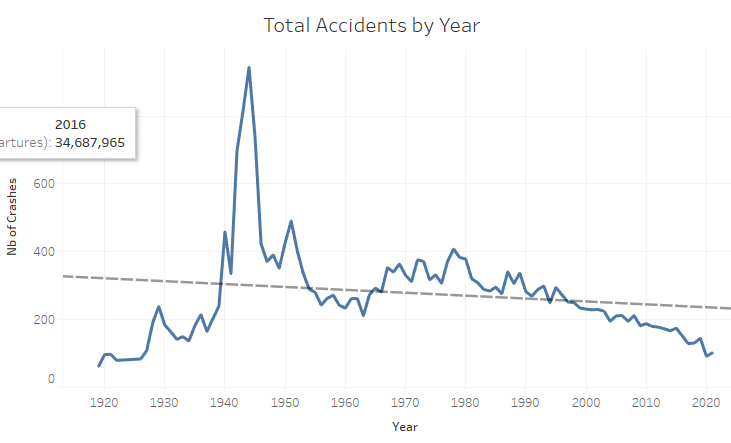 Total Accidents by Year
2016
artures): 34,687,965
Nb of Crashes
600
400
200
0
1920 1930 1940 1950 1960 1970 1980 1990 2000 2010 2020
Year